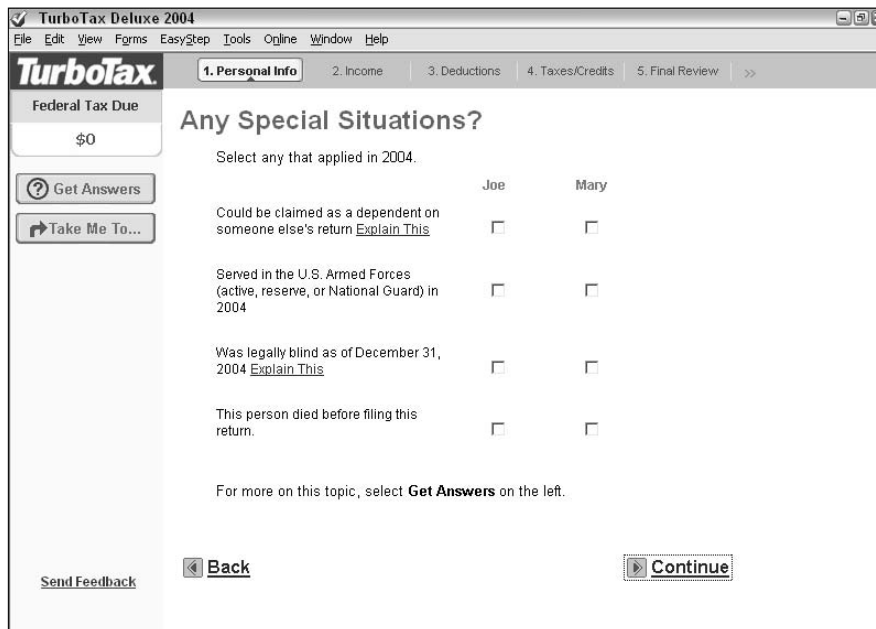 TurboTax Deluxe 2004
File Edit View Forms EasyStep Tools Online Window Help
TurboTax.
1. Personal Info 2. Income 3. Deductions 4. Taxes/Credits 5. Final Review >>
Federal Tax Due
$0
Get Answers
Take Me To...
Any Special Situations?
Select any that applied in 2004.
Joe Mary
Could be claimed as a dependent on
someone else's return Explain This
Served in the U.S. Armed Forces
(active, reserve, or National Guard) in
2004
Was legally blind as of December 31,
2004 Explain This
This person died before filing this
return.
For more on this topic, select Get Answers on the left.
Back Continue
Send Feedback